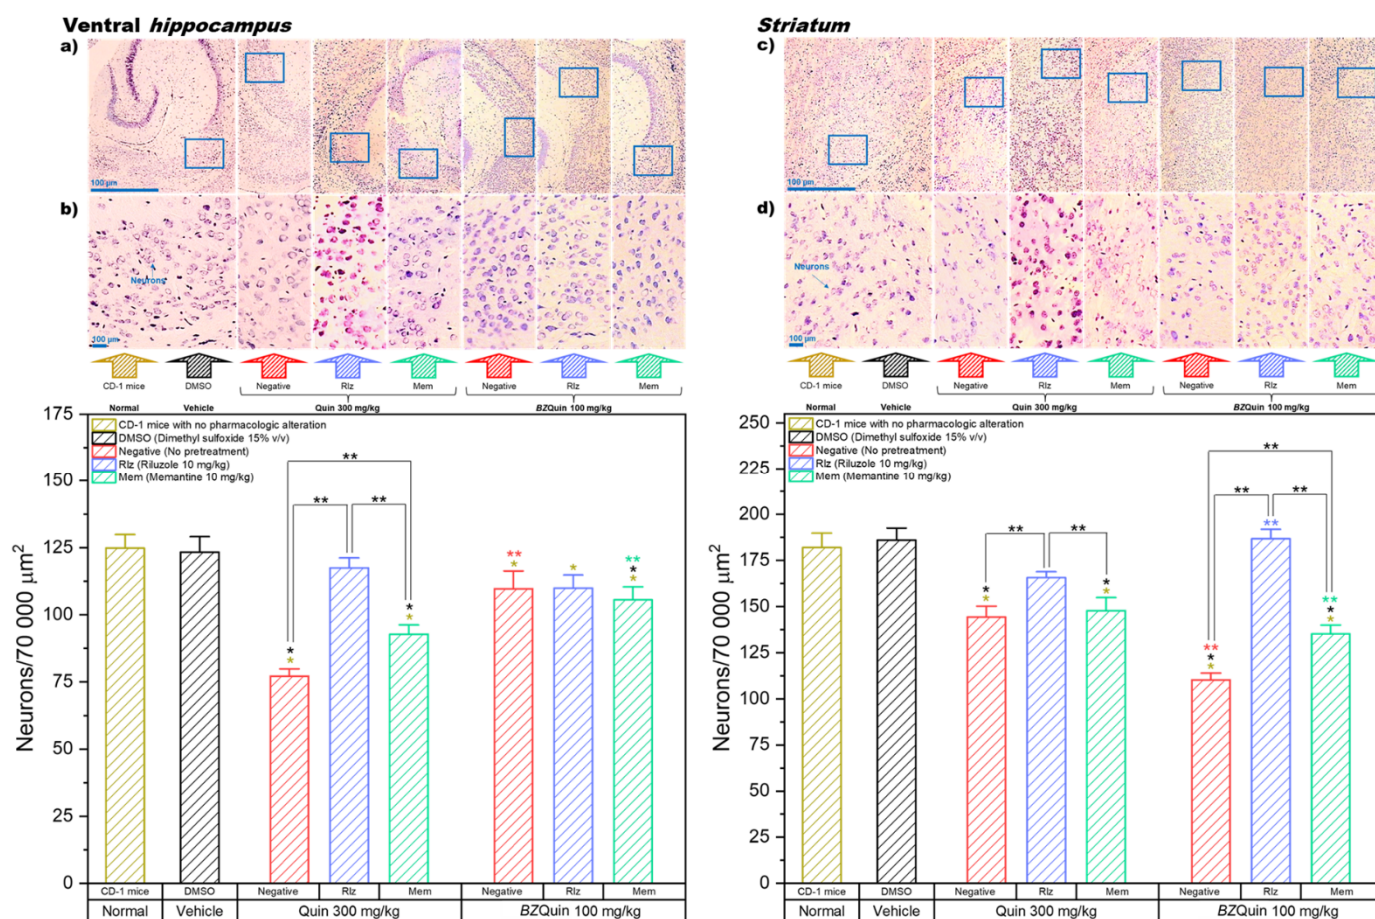 Ventral hippocampus
a)
100 µm
b)
Neurons
100 µm
CD-1 mice
DMSO
Negative
Rlz
Mem
Negative
Rlz
Mem
Normal
Vehicle
Quin 300 mg/kg
BZQuin 100 mg/kg
175
150
125
100
75
50
25
0
Neurons/70 000 µm²
CD-1 mice with no pharmacologic alteration
DMSO (Dimethyl sulfoxide 15% v/v)
Negative (No pretreatment)
Rlz (Riluzole 10 mg/kg)
Mem (Memantine 10 mg/kg)
**
**
**
*
*
*
*
**
*
*
**
*
*
CD-1 mice
DMSO
Negative
Rlz
Mem
Negative
Rlz
Mem
Normal
Vehicle
Quin 300 mg/kg
BZQuin 100 mg/kg
Striatum
c)
100 µm
d)
Neurons
100 µm
CD-1 mice
DMSO
Negative
Rlz
Mem
Negative
Rlz
Mem
Normal
Vehicle
Quin 300 mg/kg
BZQuin 100 mg/kg
250
225
200
175
150
125
100
75
50
25
0
Neurons/70 000 µm²
CD-1 mice with no pharmacologic alteration
DMSO (Dimethyl sulfoxide 15% v/v)
Negative (No pretreatment)
Rlz (Riluzole 10 mg/kg)
Mem (Memantine 10 mg/kg)
**
**
**
**
**
*
*
*
*
**
*
*
**
**
*
*
CD-1 mice
DMSO
Negative
Rlz
Mem
Negative
Rlz
Mem
Normal
Vehicle
Quin 300 mg/kg
BZQuin 100 mg/kg